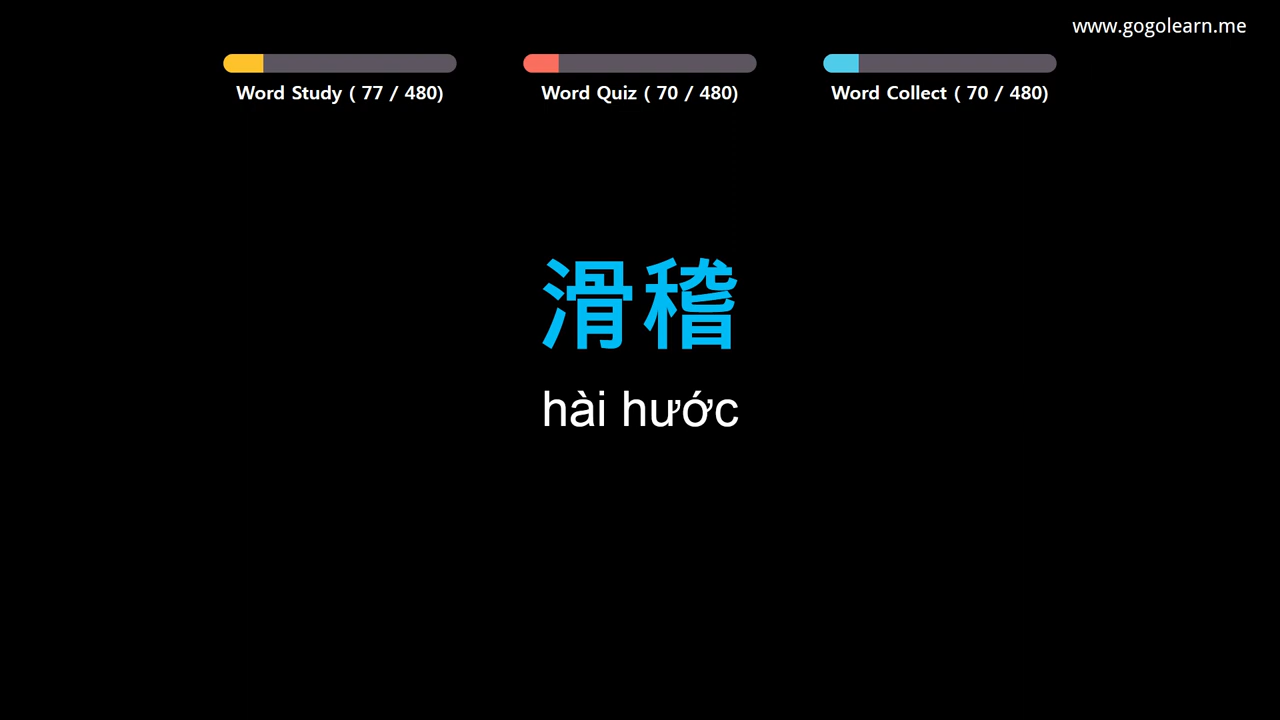 www.gogolearn.me
Word Study ( 77 / 480)
Word Quiz ( 70 / 480)
Word Collect ( 70 / 480)
滑稽
hài hước